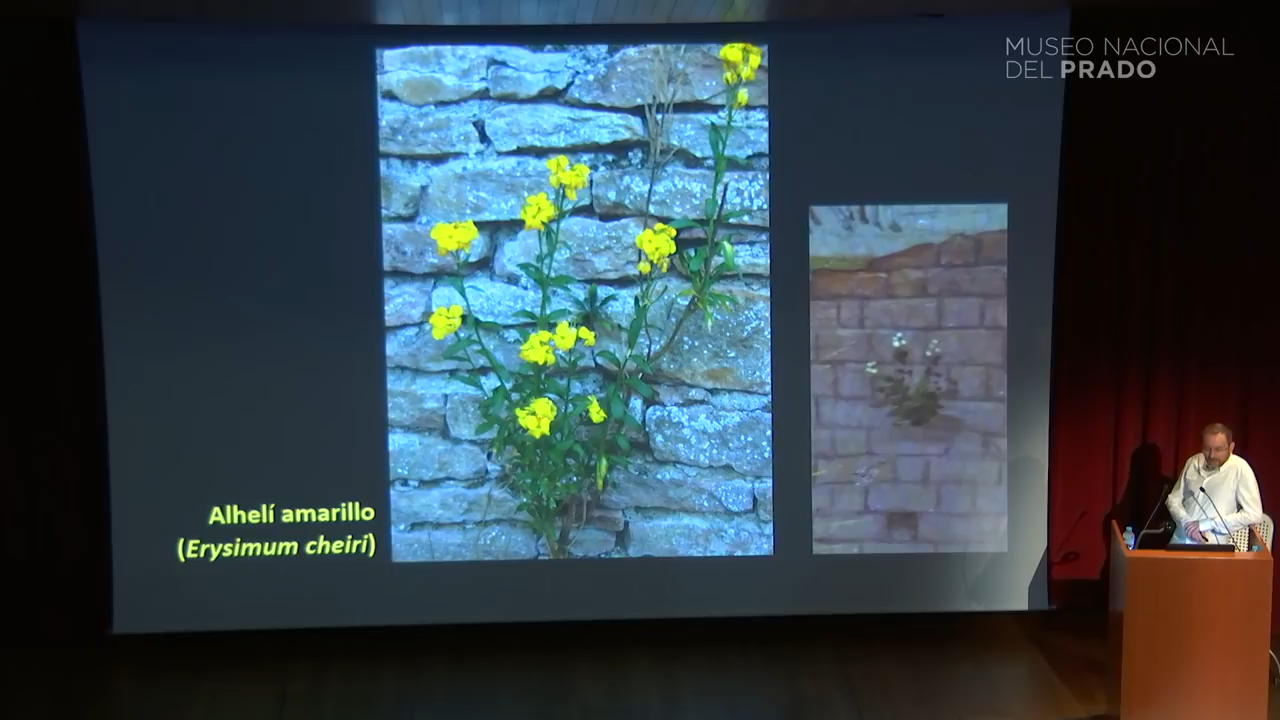 MUSEO NACIONAL
DEL PRADO
Alhelí amarillo
(Erysimum cheiri)